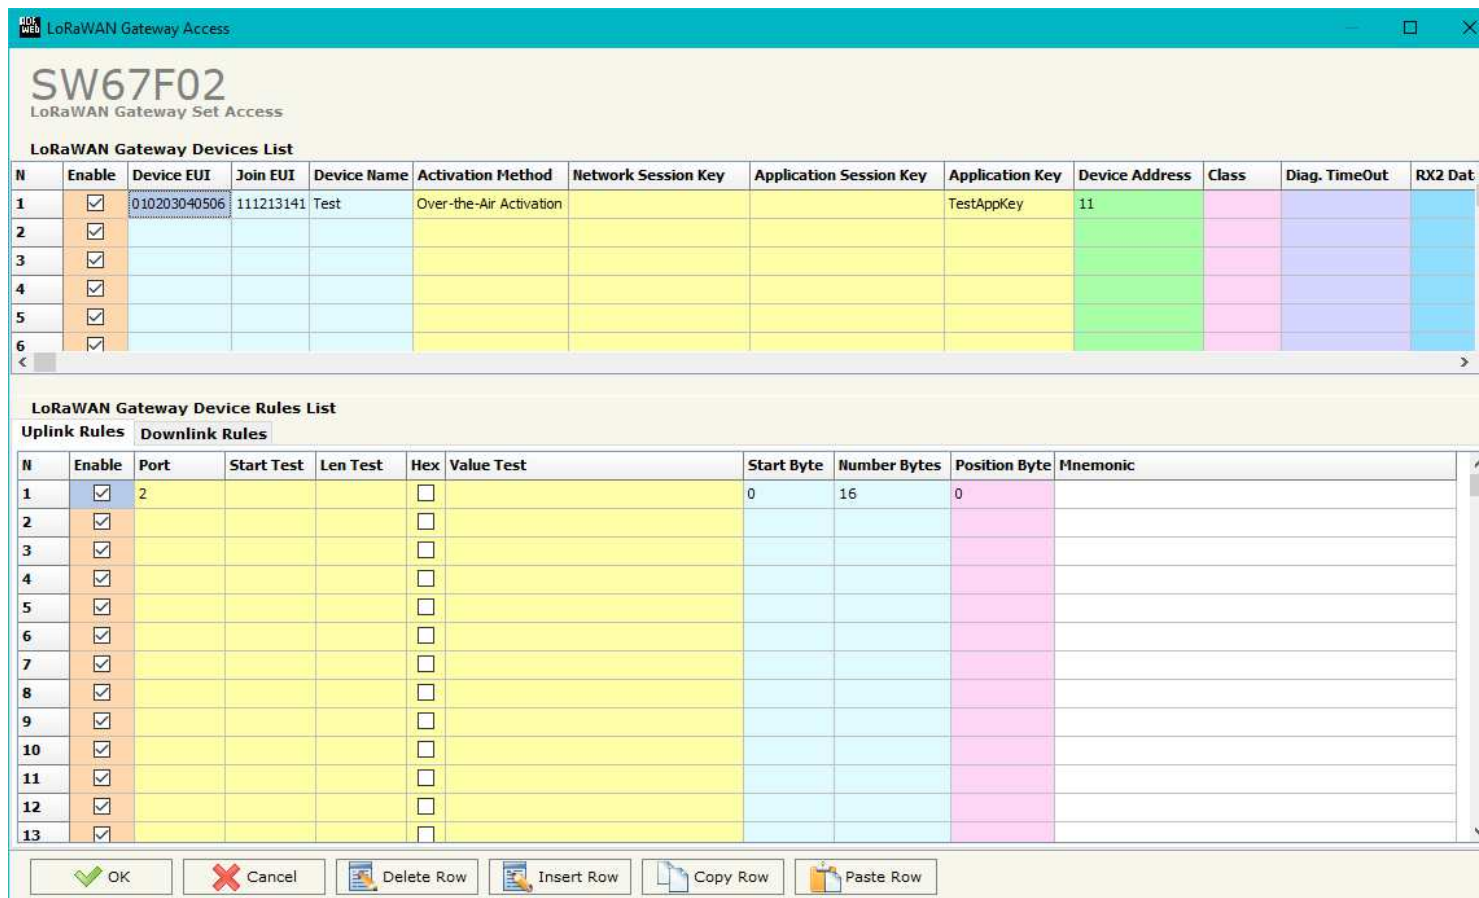 ADF WEB LoRaWAN Gateway Access
SW67F02
LoRaWAN Gateway Set Access
LoRaWAN Gateway Devices List
N Enable Device EUI Join EUI Device Name Activation Method Network Session Key Application Session Key Application Key Device Address Class Diag. TimeOut RX2 Dat
1 010203040506 111213141 Test Over-the-Air Activation TestAppKey 11
2
3
4
5
6
LoRaWAN Gateway Device Rules List
Uplink Rules Downlink Rules
N Enable Port Start Test Len Test Hex Value Test Start Byte Number Bytes Position Byte Mnemonic
1 2 0 16 0
2
3
4
5
6
7
8
9
10
11
12
13
OK Cancel Delete Row Insert Row Copy Row Paste Row